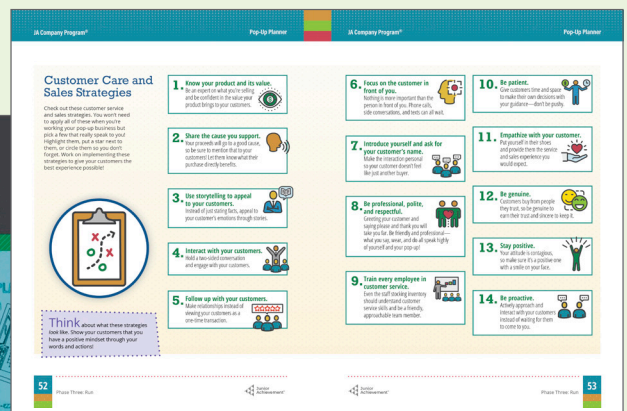 JA Company Program®
Pop-Up Planner
Customer Care and
Sales Strategies
Check out these customer service
and sales strategies. You won't need
to apply all of these when you're
working your pop-up business but
pick a few that really speak to you!
Highlight them, put a star next to
them, or circle them so you don't
forget. Work on implementing these
strategies to give your customers the
best experience possible!
Think about what these strategies
look like. Show your customers that you
have a positive mindset through your
words and actions!
1. Know your product and its value.
Be an expert on what you're selling
and be confident in the value your
product brings to your customers.
2. Share the cause you support.
Your proceeds will go to a good cause,
so be sure to mention that to your
customers! Let them know what their
purchase directly benefits.
3. Use storytelling to appeal
to your customers.
Instead of just stating facts, appeal to
your customer's emotions through stories.
4. Interact with your customers.
Hold a two-sided conversation
and engage with your customers.
5. Follow up with your customers.
Make relationships instead of
viewing your customers as a
one-time transaction.
52
Phase Three: Run
Junior
Achievement®
JA Company Program®
Pop-Up Planner
6. Focus on the customer in
front of you.
Nothing is more important than the
person in front of you. Phone calls,
side conversations, and texts can all wait.
7. Introduce yourself and ask for
your customer's name.
Make the interaction personal
so your customer doesn't feel
like just another buyer.
8. Be professional, polite,
and respectful.
Greeting your customer and
saying please and thank you will
take you far. Be friendly and professional—
what you say, wear, and do all speak highly
of yourself and your pop-up!
9. Train every employee in
customer service.
Even the staff stocking inventory
should understand customer
service skills and be a friendly,
approachable team member.
10. Be patient.
Give customers time and space
to make their own decisions with
your guidance—don't be pushy.
11. Empathize with your customer.
Put yourself in their shoes
and provide them the service
and sales experience you
would expect.
12. Be genuine.
Customers buy from people
they trust, so be genuine to
earn their trust and sincere to keep it.
13. Stay positive.
Your attitude is contagious,
so make sure it's a positive one
with a smile on your face.
14. Be proactive.
Actively approach and
interact with your customers
instead of waiting for them
to come to you.
Junior
Achievement®
Phase Three: Run
53